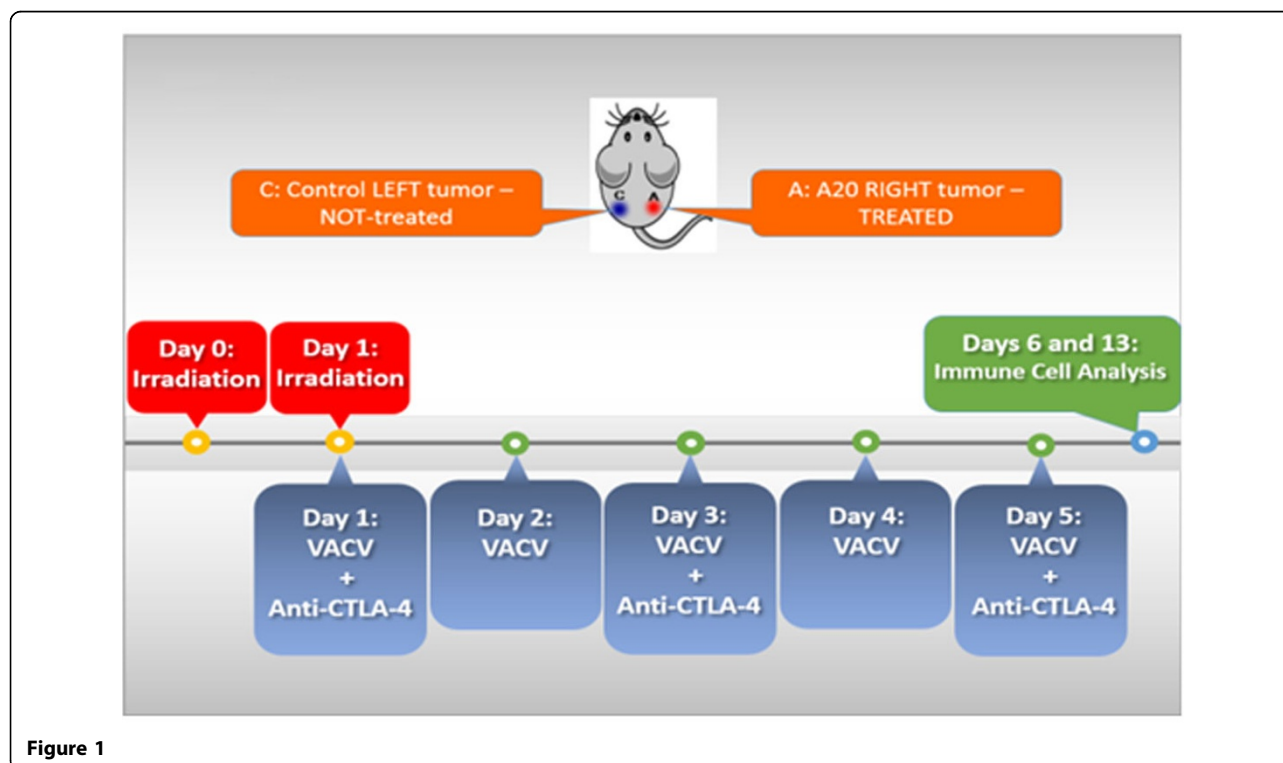 C: Control LEFT tumor –
NOT-treated
C
A
A: A20 RIGHT tumor –
TREATED
Day 0:
Irradiation
Day 1:
Irradiation
Days 6 and 13:
Immune Cell Analysis
Day 1:
VACV
+
Anti-CTLA-4
Day 2:
VACV
Day 3:
VACV
+
Anti-CTLA-4
Day 4:
VACV
Day 5:
VACV
+
Anti-CTLA-4
Figure 1